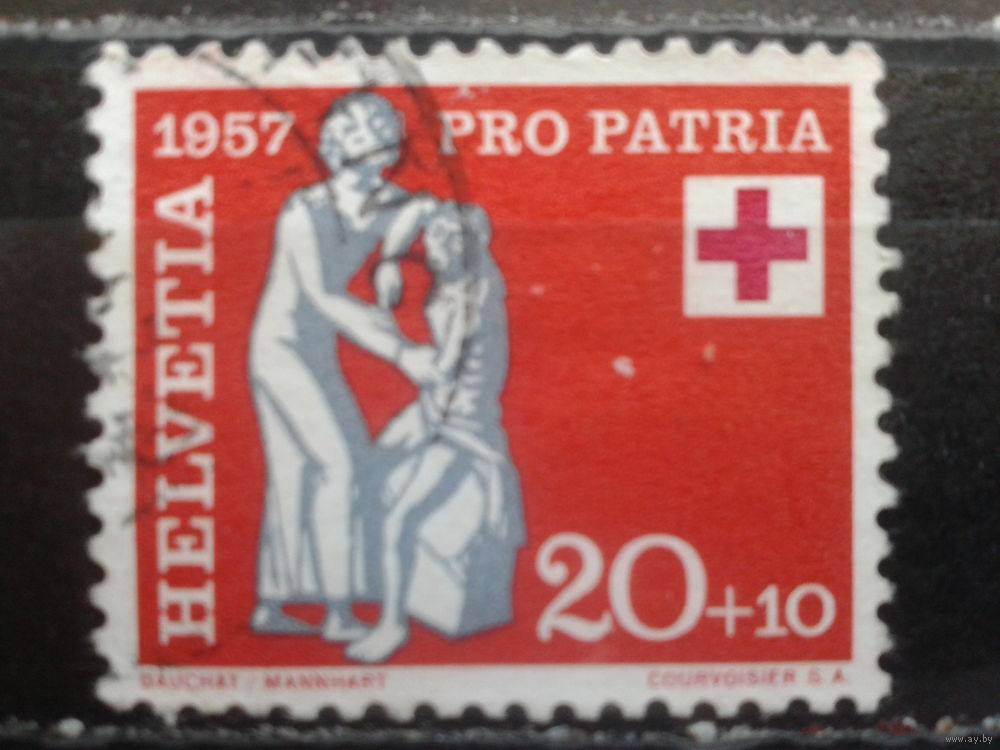 1957 PRO PATRIA
HELVETIA
20+10
GAUCHAT / MANNHART
COURVOISIER S.A.
www.ay.by